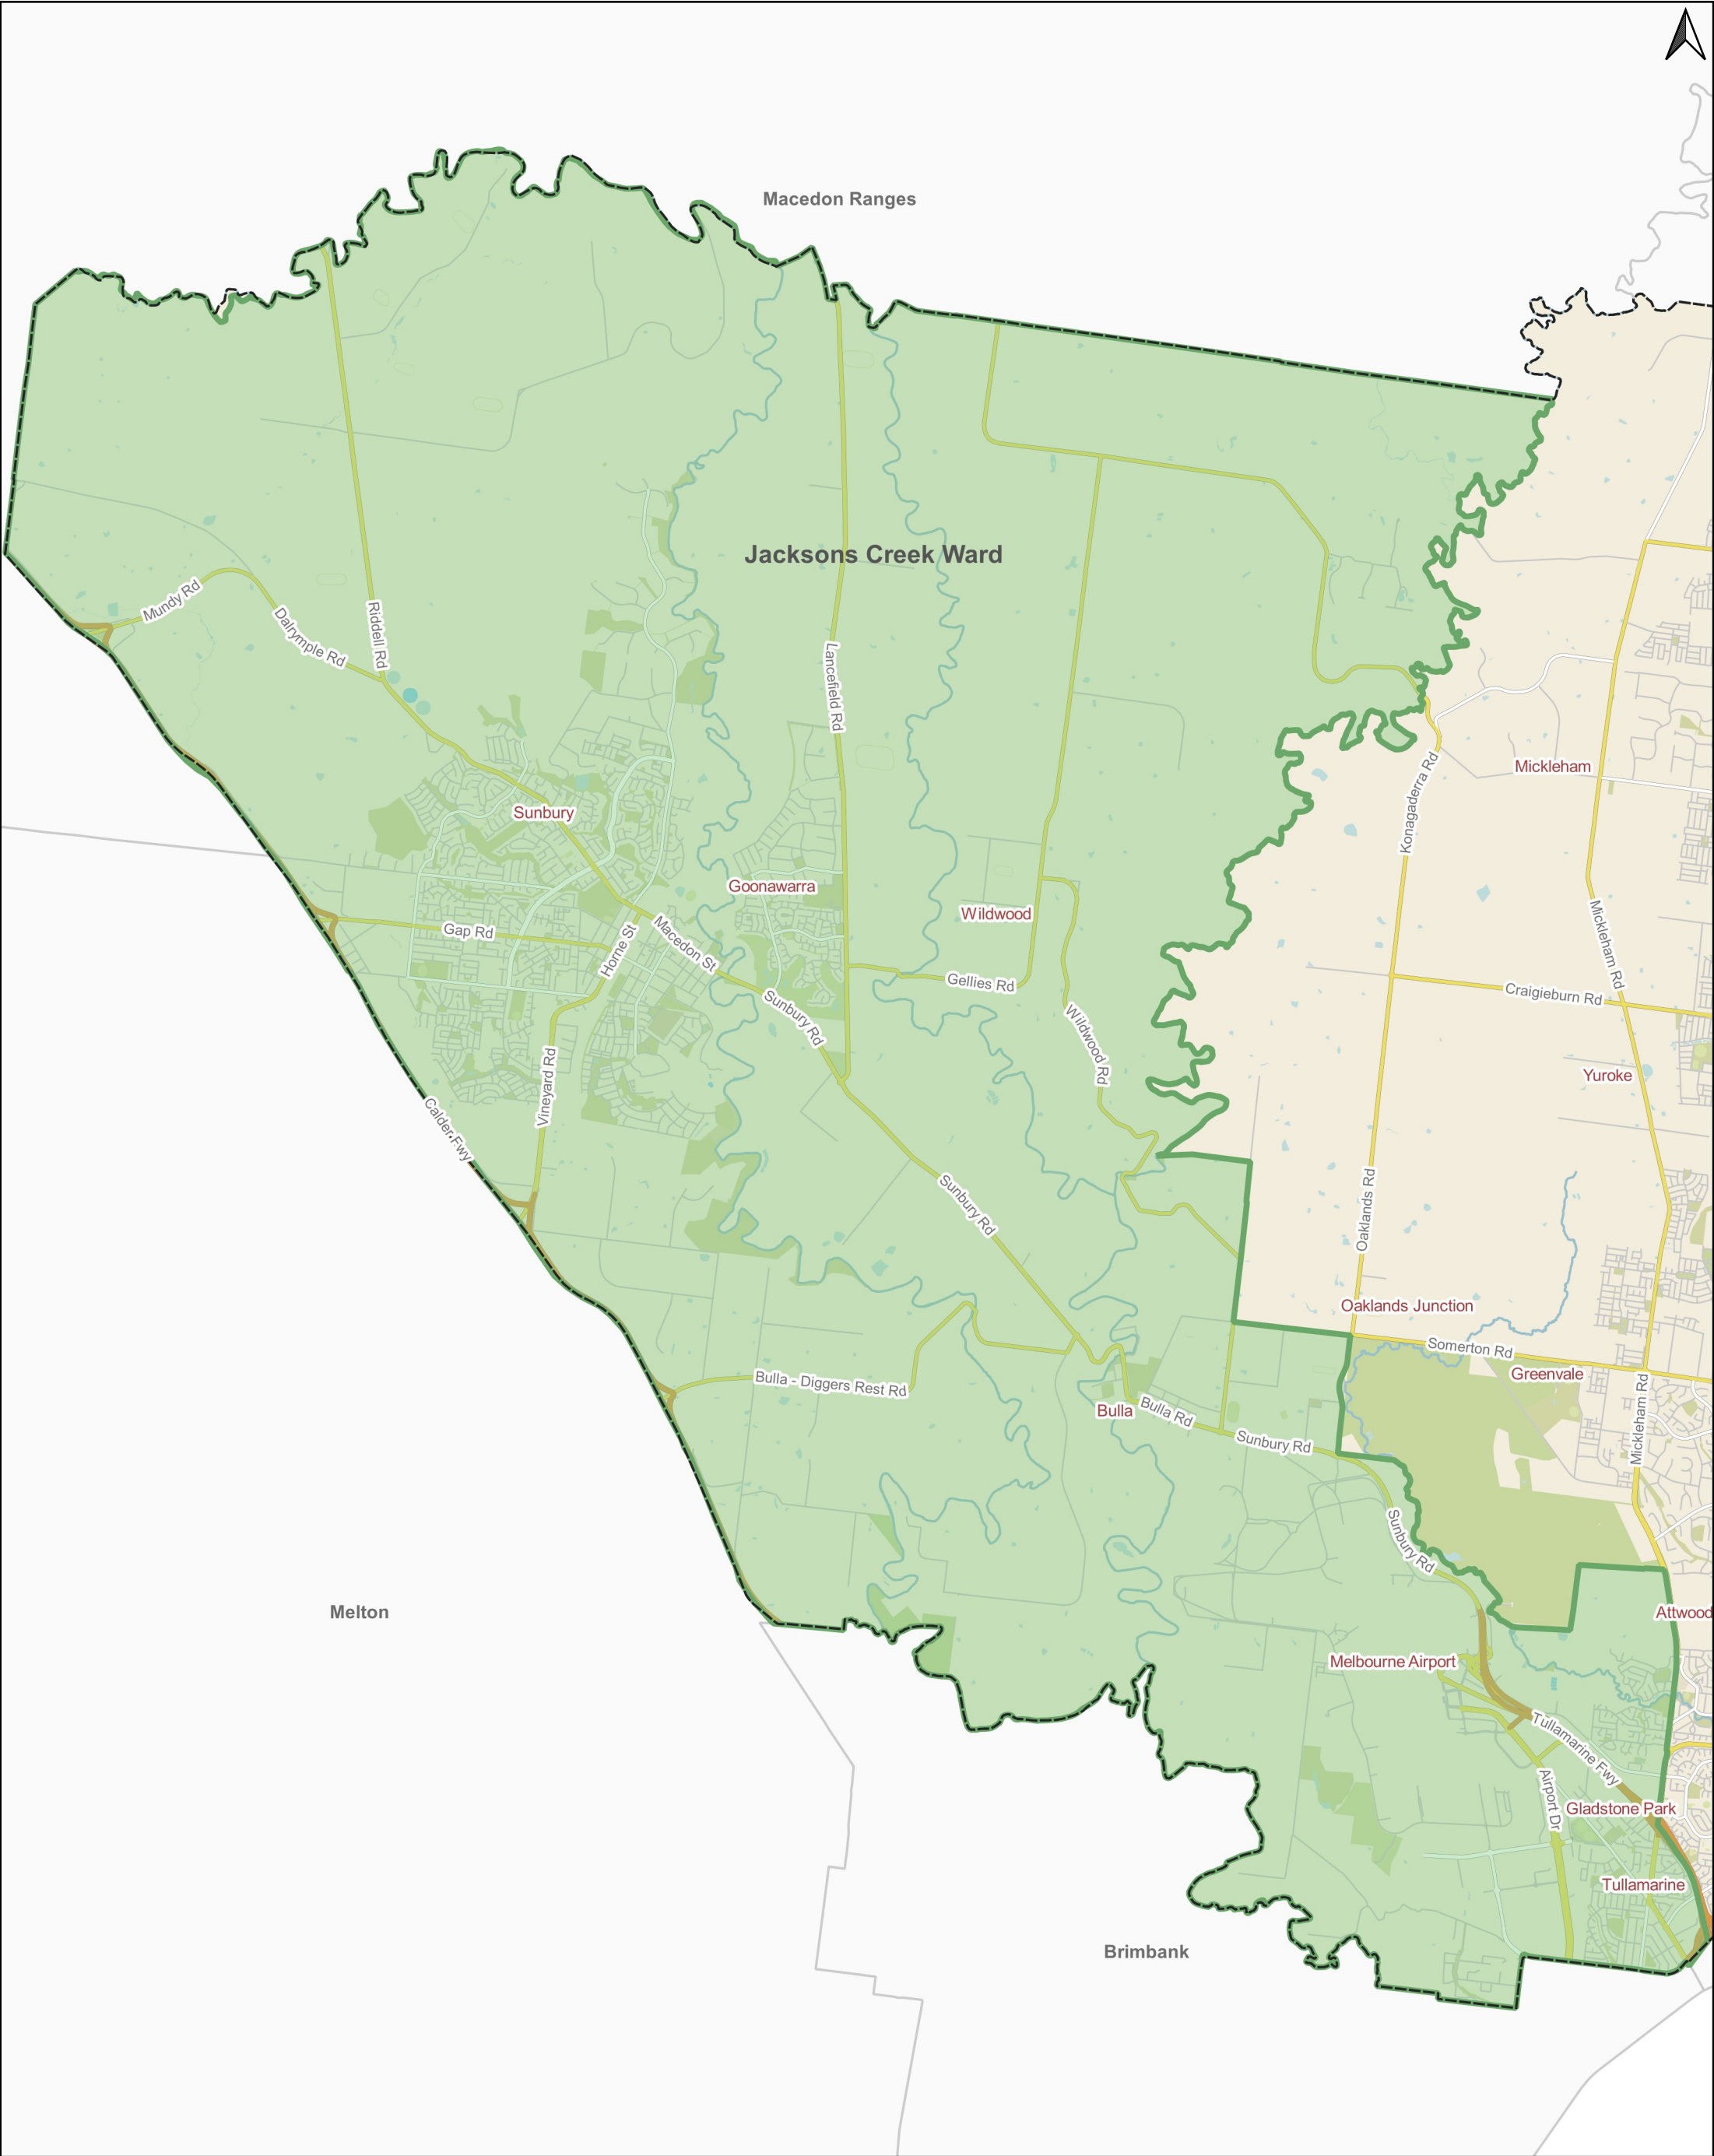 Macedon Ranges
Jacksons Creek Ward
Mundy Rd
Dalrymple Rd
Riddell Rd
Lancefield Rd
Mickleham
Konagaderra Rd
Sunbury
Goonawarra
Wildwood
Gap Rd
Horne St
Macedon St
Mickleham Rd
Gellies Rd
Craigieburn Rd
Sunbury Rd
Wildwood Rd
Yuroke
Vineyard Rd
Calder Fwy
Sunbury Rd
Oaklands Rd
Oaklands Junction
Somerton Rd
Greenvale
Bulla - Diggers Rest Rd
Bulla
Bulla Rd
Mickleham Rd
Sunbury Rd
Sunbury Rd
Melton
Attwood
Melbourne Airport
Tullamarine Fwy
Airport Dr
Gladstone Park
Tullamarine
Brimbank